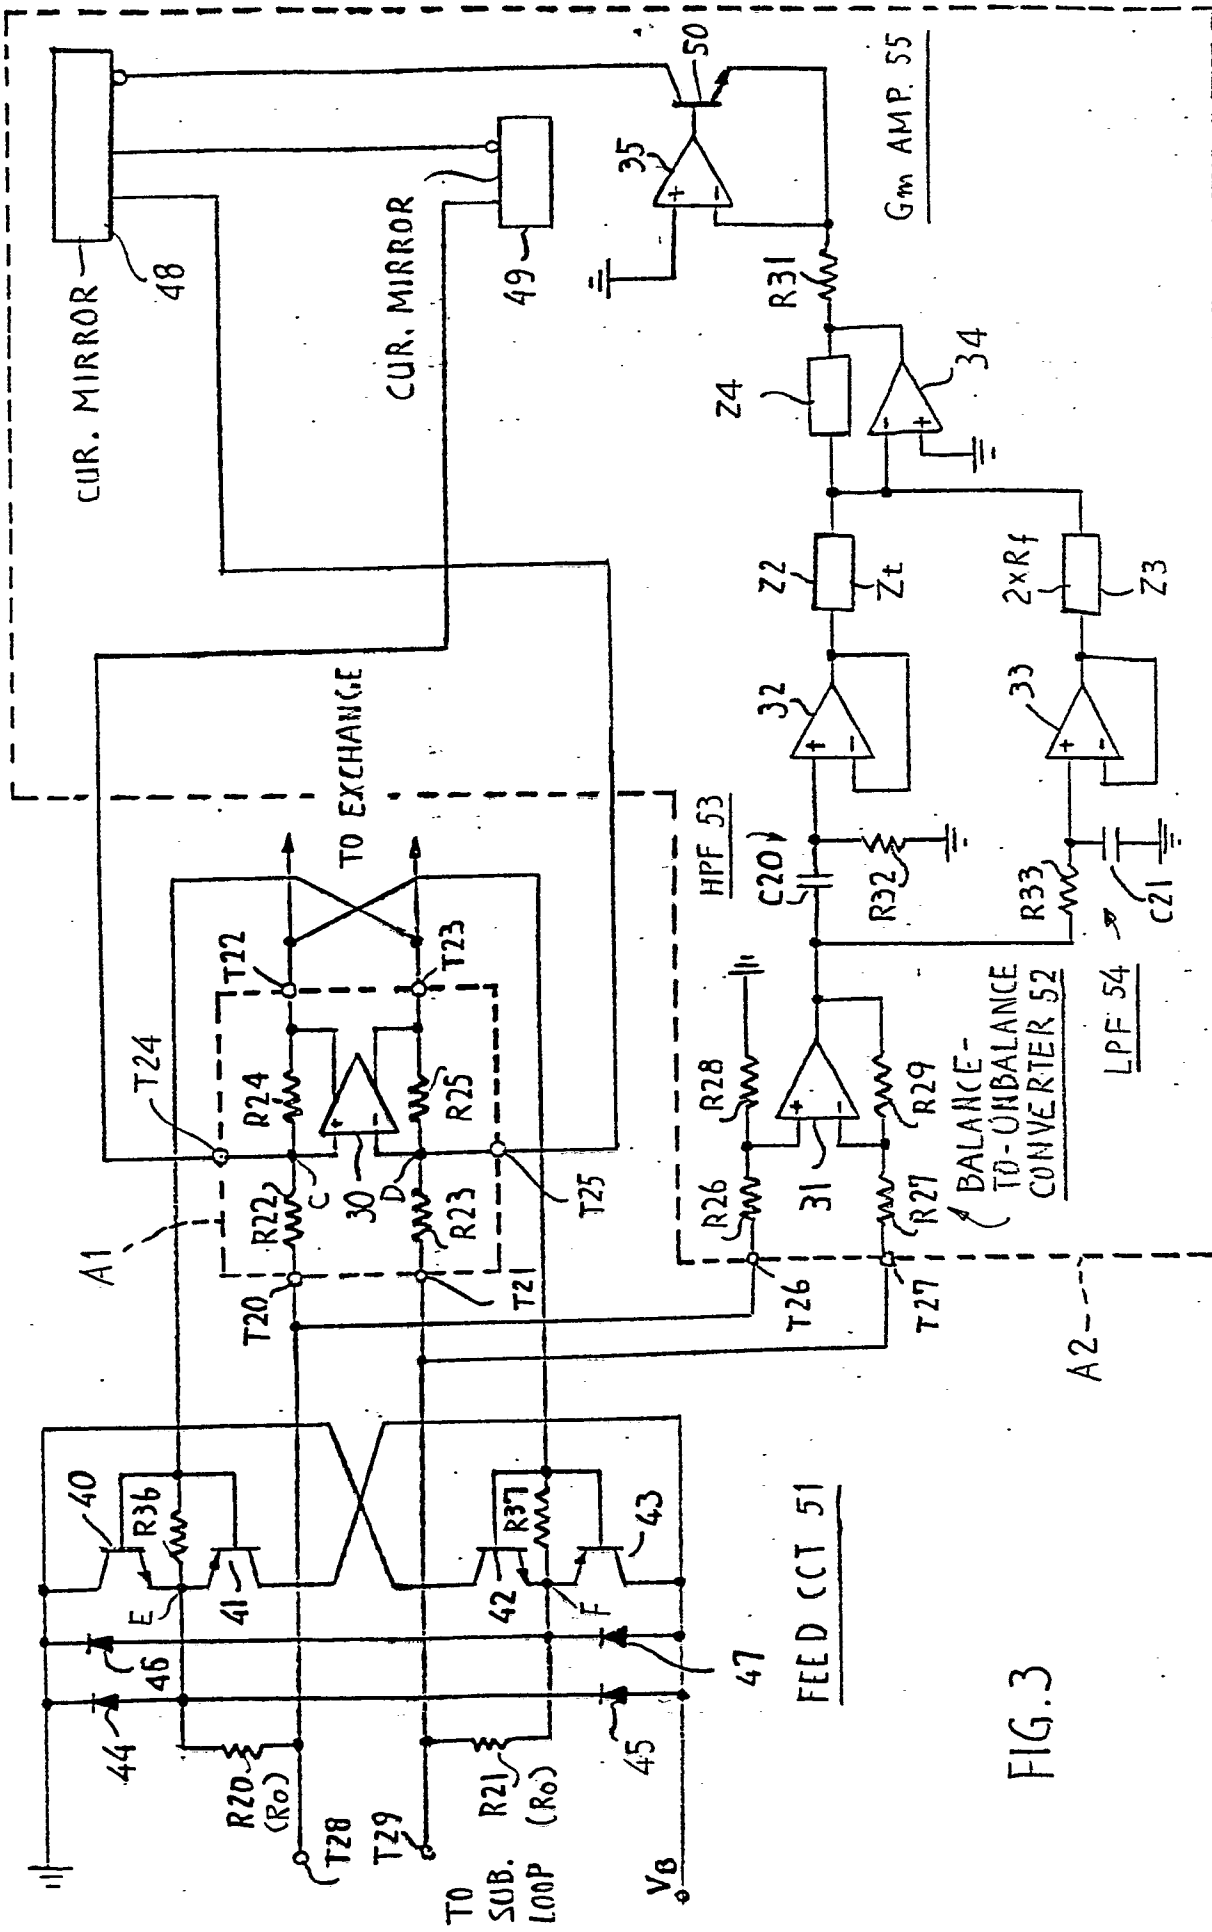 CUR. MIRROR
48
CUR. MIRROR
49
50
35
+
-
Gm AMP. 55
R31
Z4
34
-
+
Z2
Zt
2×Rf
Z3
32
+
-
33
+
-
TO EXCHANGE
HPF 53
C20
R32
R33
C21
LPF 54
T22
T23
T24
R24
R25
+
-
30
C
D
R22
R23
T25
A1
T20
T21
R28
R29
+
-
31
R26
R27
BALANCE-
TO-UNBALANCE
CONVERTER 52
T26
T27
A2
40
R36
E
41
R37
42
F
43
46
47
44
45
R20
(Ro)
R21
(Ro)
T28
T29
TO
SUB.
LOOP
VB
FEED CCT 51
FIG.3